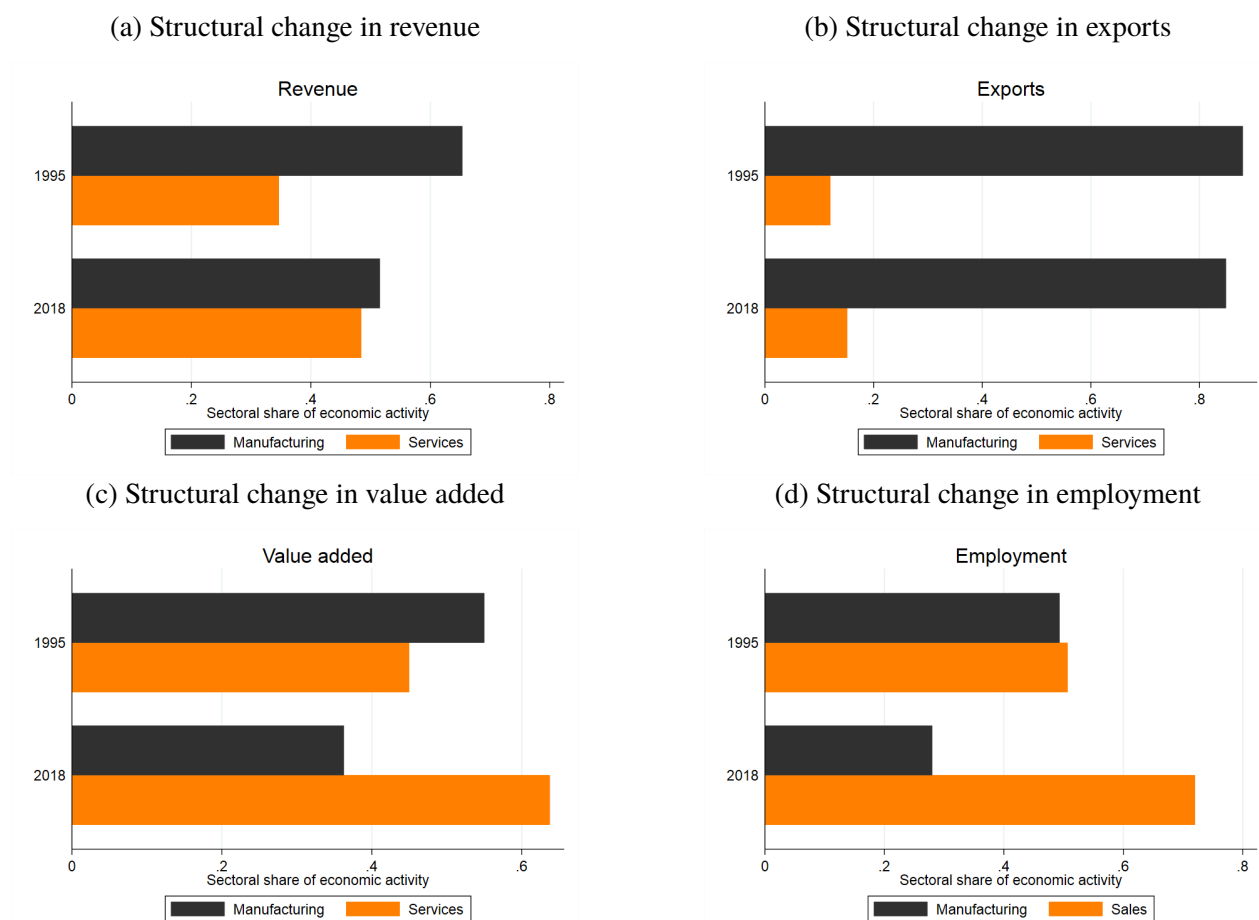 (a) Structural change in revenue
Revenue
1995
2018
0 .2 .4 .6 .8
Sectoral share of economic activity
Manufacturing Services
(b) Structural change in exports
Exports
1995
2018
0 .2 .4 .6 .8
Sectoral share of economic activity
Manufacturing Services
(c) Structural change in value added
Value added
1995
2018
0 .2 .4 .6
Sectoral share of economic activity
Manufacturing Services
(d) Structural change in employment
Employment
1995
2018
0 .2 .4 .6 .8
Sectoral share of economic activity
Manufacturing Sales